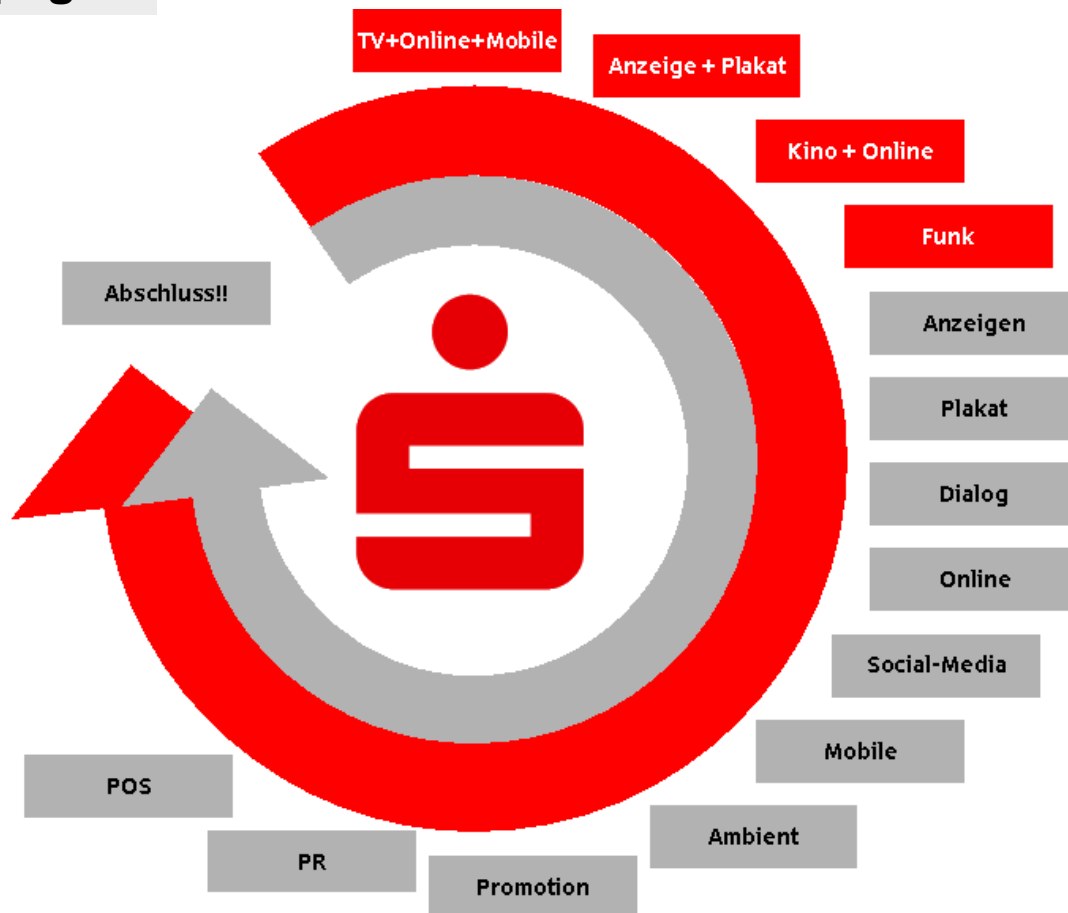 TV+Online+Mobile
Anzeige + Plakat
Kino + Online
Funk
Abschluss!!
Anzeigen
Plakat
Dialog
Online
Social-Media
Mobile
POS
Ambient
PR
Promotion